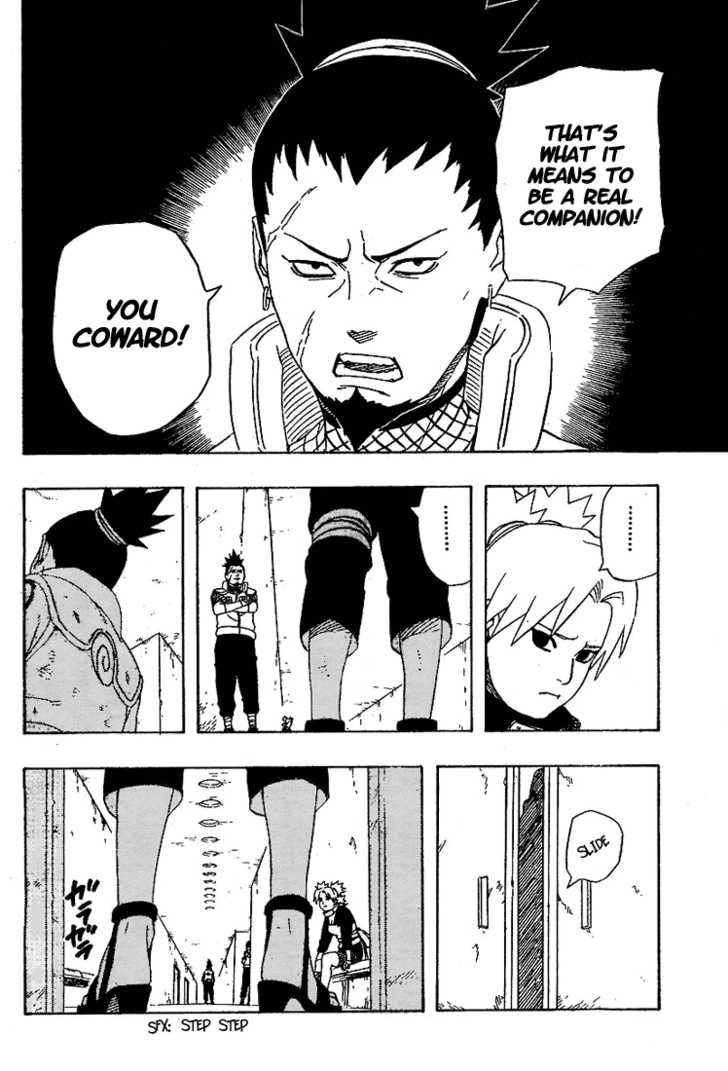 THAT'S
WHAT IT
MEANS TO
BE A REAL
COMPANION!
YOU
COWARD!
………
………
SLIDE
ガラ
ガラ
SFX: STEP STEP